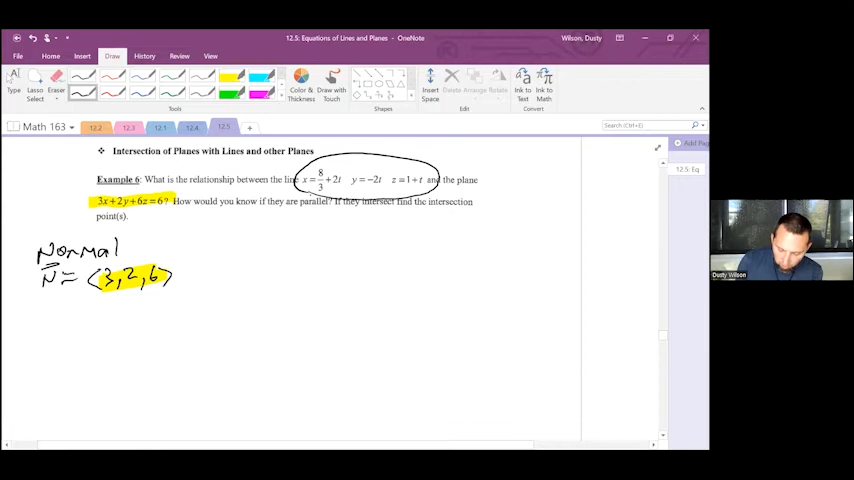 12.5: Equations of Lines and Planes - OneNote
Wilson, Dusty
File
Home
Insert
Draw
History
Review
View
Type
Lasso Select
Eraser
Color & Thickness
Draw with Touch
Insert Space
Delete
Arrange
Rotate
Ink to Text
Ink to Math
Tools
Shapes
Edit
Convert
Math 163
12.2
12.3
12.1
12.4
12.5
+
Search (Ctrl+E)
Add Page
12.5: Eq
❖ Intersection of Planes with Lines and other Planes
Example 6: What is the relationship between the line x = 8/3 + 2t y = -2t z = 1 + t and the plane
3x + 2y + 6z = 6? How would you know if they are parallel? If they intersect find the intersection
point(s).
Normal
N = <3, 2, 6>
Dusty Wilson